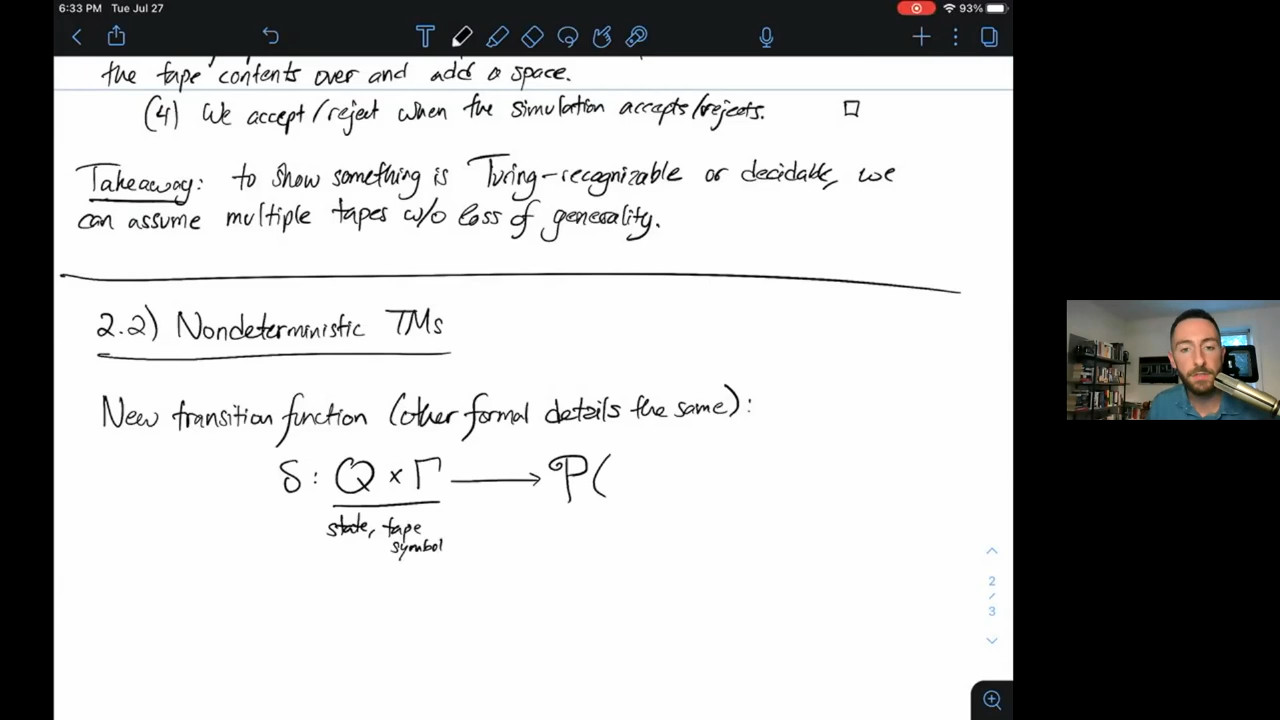 6:33 PM Tue Jul 27
93%
the tape contents over and add a space.
(4) We accept/reject when the simulation accepts/rejects.
Takeaway: to show something is Turing-recognizable or decidable, we
can assume multiple tapes w/o loss of generality.
2.2) Nondeterministic TMs
New transition function (other formal details the same):
δ: Q × Γ ⟶ P(
state, tape
symbol
2
/
3